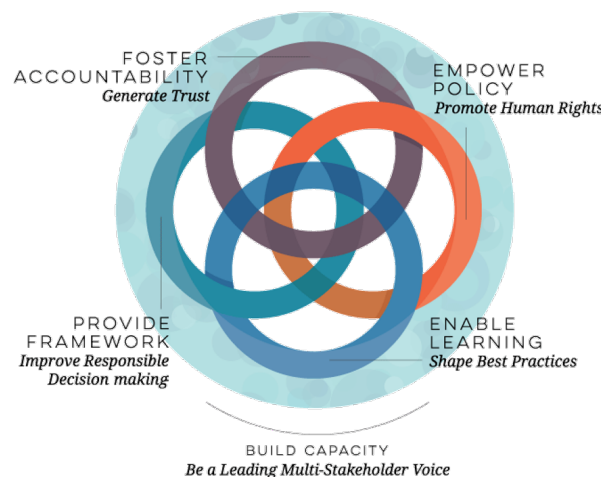 FOSTER
ACCOUNTABILITY
Generate Trust
EMPOWER
POLICY
Promote Human Rights
PROVIDE
FRAMEWORK
Improve Responsible
Decision making
ENABLE
LEARNING
Shape Best Practices
BUILD CAPACITY
Be a Leading Multi-Stakeholder Voice